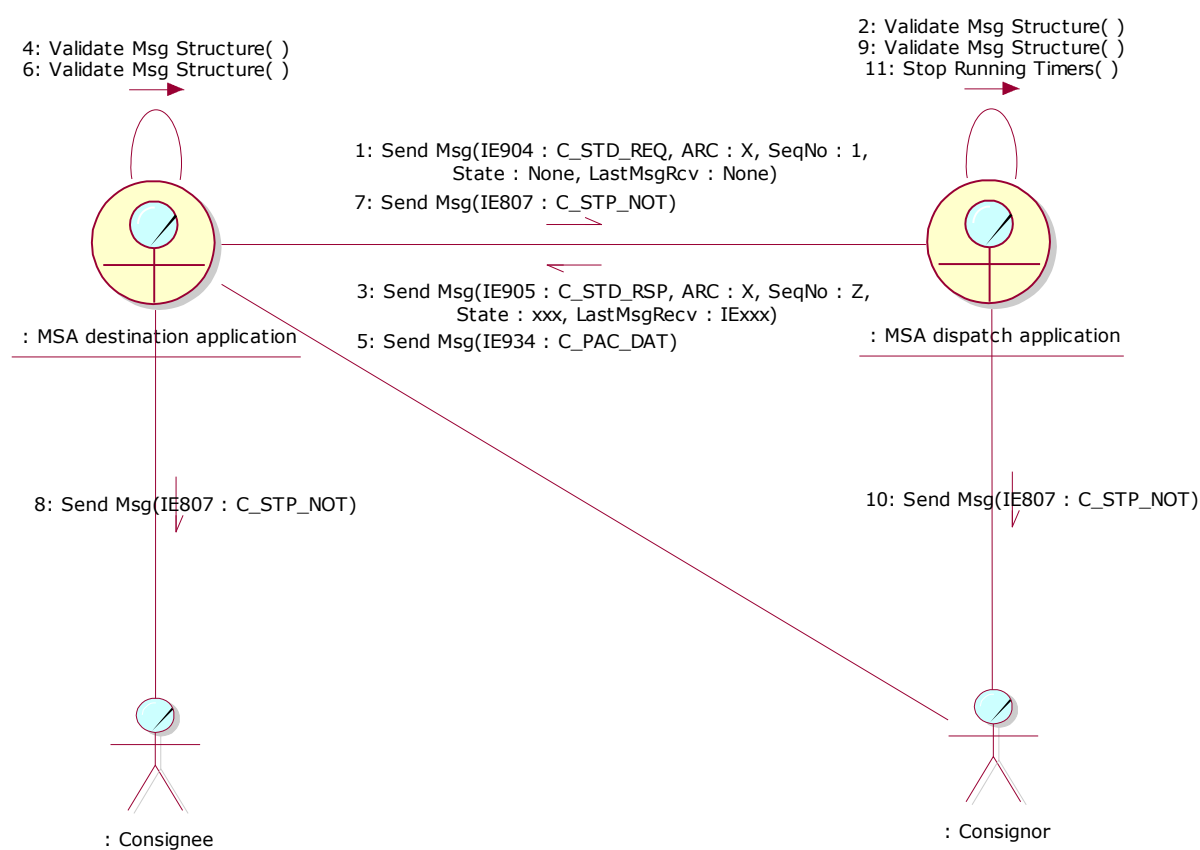 4: Validate Msg Structure( )
6: Validate Msg Structure( )
2: Validate Msg Structure( )
9: Validate Msg Structure( )
11: Stop Running Timers( )
1: Send Msg(IE904 : C_STD_REQ, ARC : X, SeqNo : 1,
State : None, LastMsgRcv : None)
7: Send Msg(IE807 : C_STP_NOT)
3: Send Msg(IE905 : C_STD_RSP, ARC : X, SeqNo : Z,
State : xxx, LastMsgRecv : IExxx)
5: Send Msg(IE934 : C_PAC_DAT)
: MSA destination application
: MSA dispatch application
8: Send Msg(IE807 : C_STP_NOT)
10: Send Msg(IE807 : C_STP_NOT)
: Consignee
: Consignor